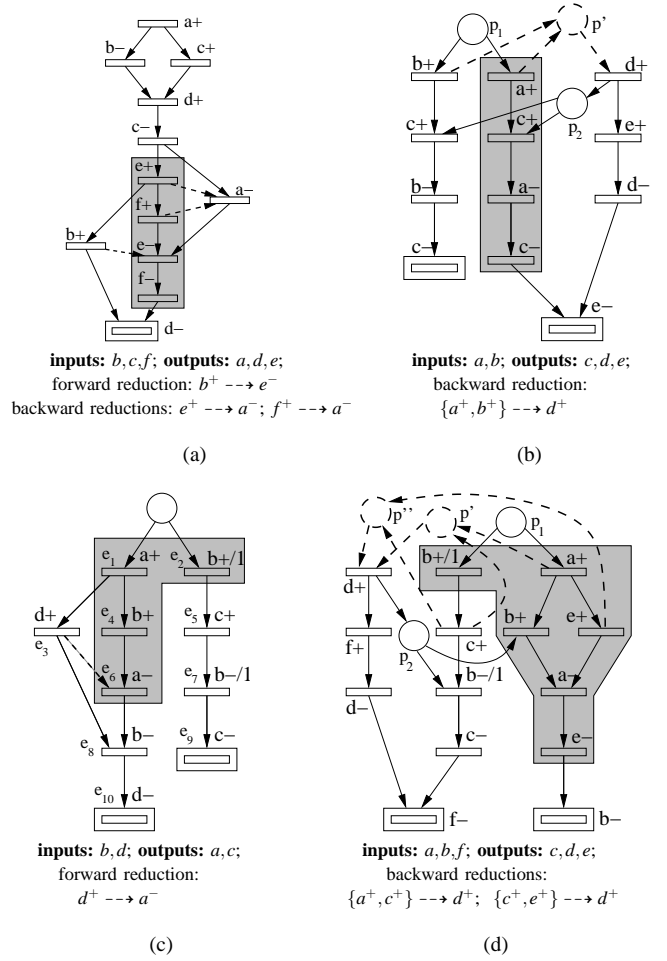 a+
b−
c+
d+
c−
e+
a−
f+
b+
e−
f−
d−
inputs: b,c,f; outputs: a,d,e;
forward reduction: b⁺ --→ e⁻
backward reductions: e⁺ --→ a⁻; f⁺ --→ a⁻
(a)
p₁
p'
b+
a+
d+
c+
c+
p₂
e+
b−
a−
d−
c−
c−
e−
inputs: a,b; outputs: c,d,e;
backward reduction:
{a⁺,b⁺} --→ d⁺
(b)
e₁ a+
e₂ b+/1
d+
e₃
e₄ b+
e₅ c+
e₆ a−
e₇ b−/1
e₈ b−
e₉ c−
e₁₀ d−
inputs: b,d; outputs: a,c;
forward reduction:
d⁺ --→ a⁻
(c)
p''
p'
p₁
b+/1
a+
d+
b+
e+
f+
p₂
c+
b−/1
a−
d−
c−
e−
f−
b−
inputs: a,b,f; outputs: c,d,e;
backward reductions:
{a⁺,c⁺} --→ d⁺; {c⁺,e⁺} --→ d⁺
(d)